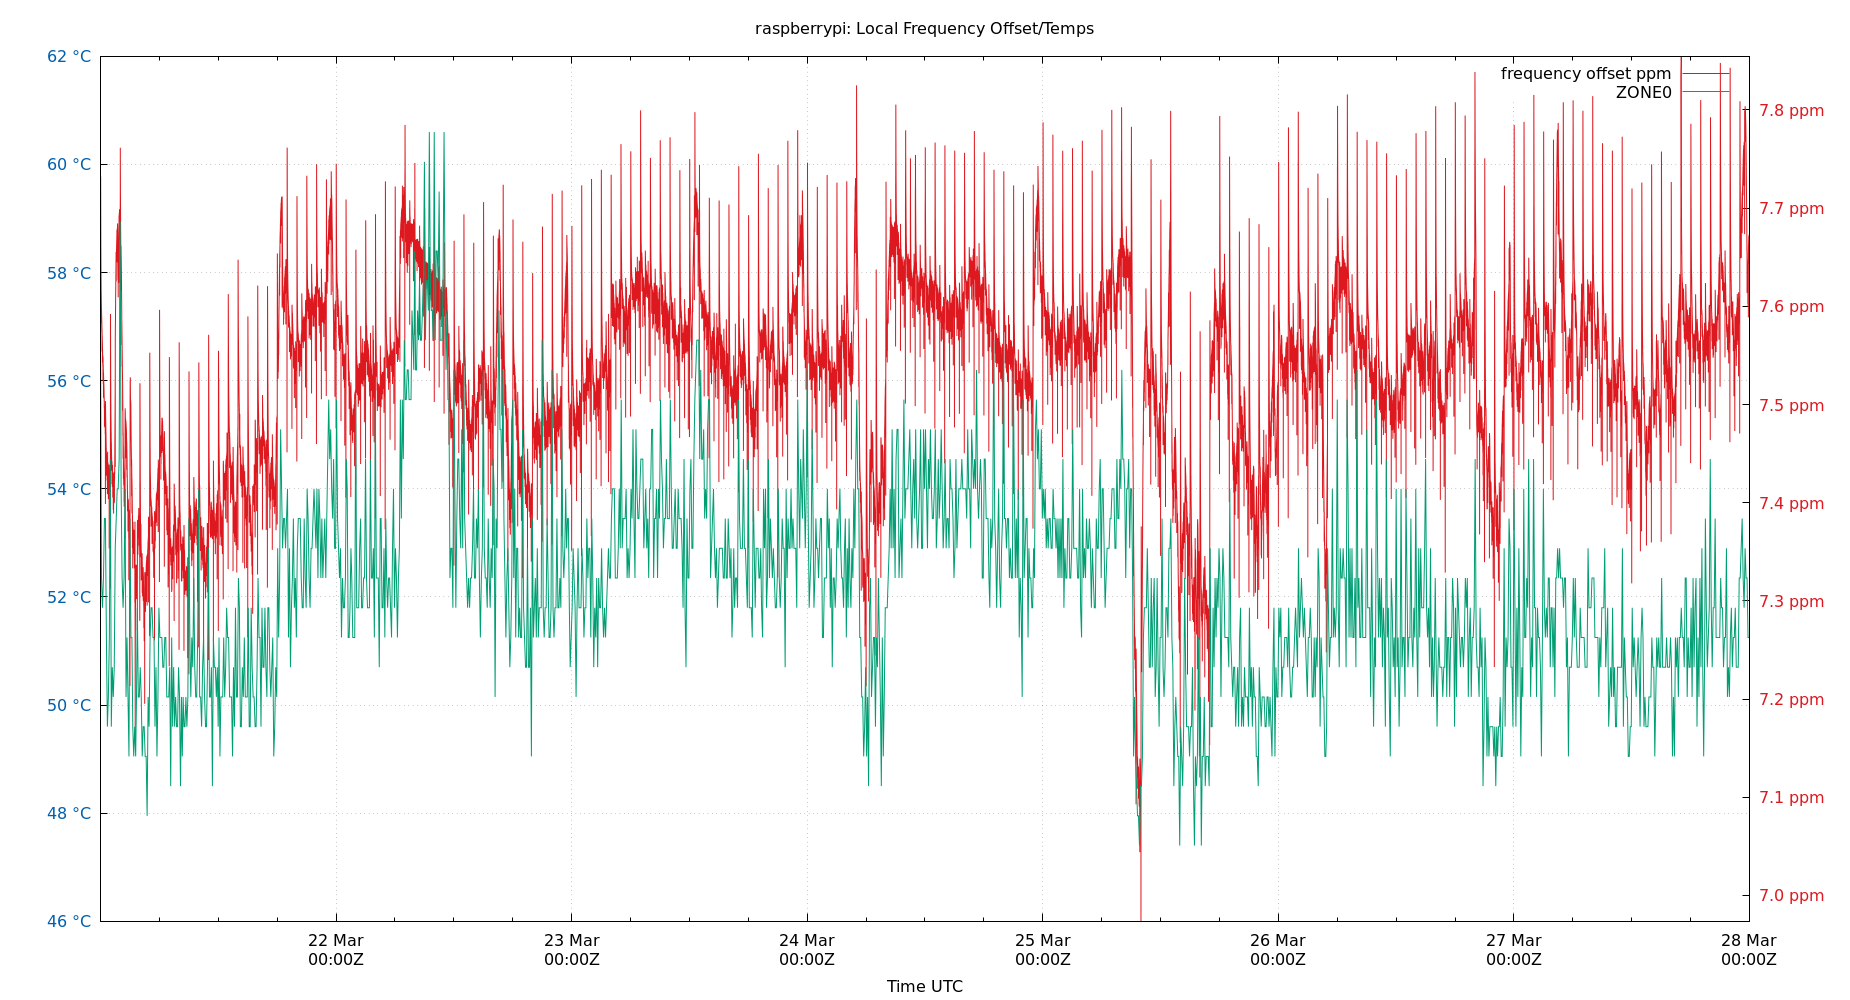 raspberrypi: Local Frequency Offset/Temps
frequency offset ppm
ZONE0
62 °C
60 °C
58 °C
56 °C
54 °C
52 °C
50 °C
48 °C
46 °C
7.8 ppm
7.7 ppm
7.6 ppm
7.5 ppm
7.4 ppm
7.3 ppm
7.2 ppm
7.1 ppm
7.0 ppm
22 Mar
00:00Z
23 Mar
00:00Z
24 Mar
00:00Z
25 Mar
00:00Z
26 Mar
00:00Z
27 Mar
00:00Z
28 Mar
00:00Z
Time UTC